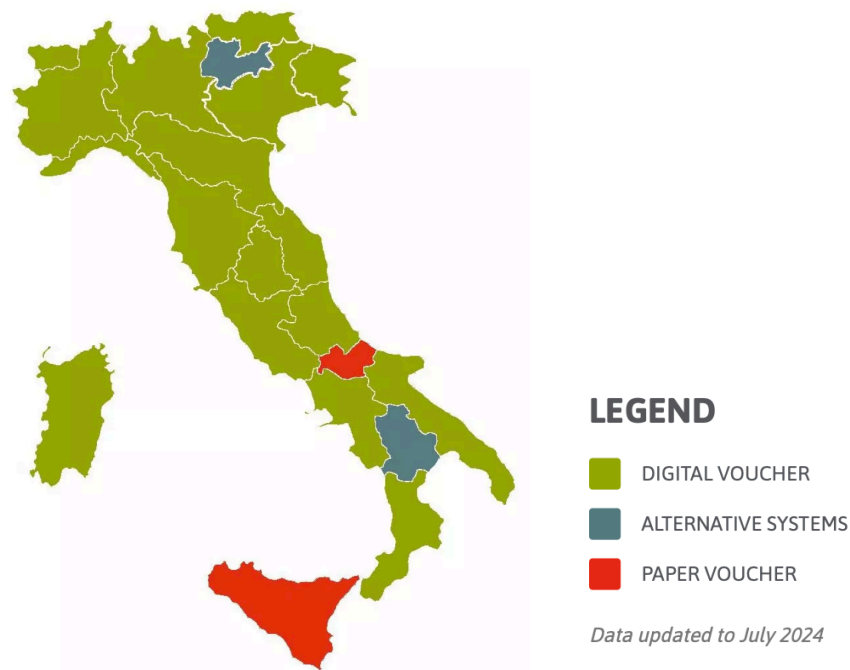 LEGEND
DIGITAL VOUCHER
ALTERNATIVE SYSTEMS
PAPER VOUCHER
Data updated to July 2024